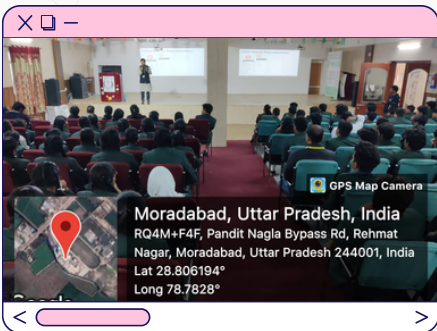 GPS Map Camera
Moradabad, Uttar Pradesh, India
RQ4M+F4F, Pandit Nagla Bypass Rd, Rehmat
Nagar, Moradabad, Uttar Pradesh 244001, India
Lat 28.806194°
Long 78.7828°
Google